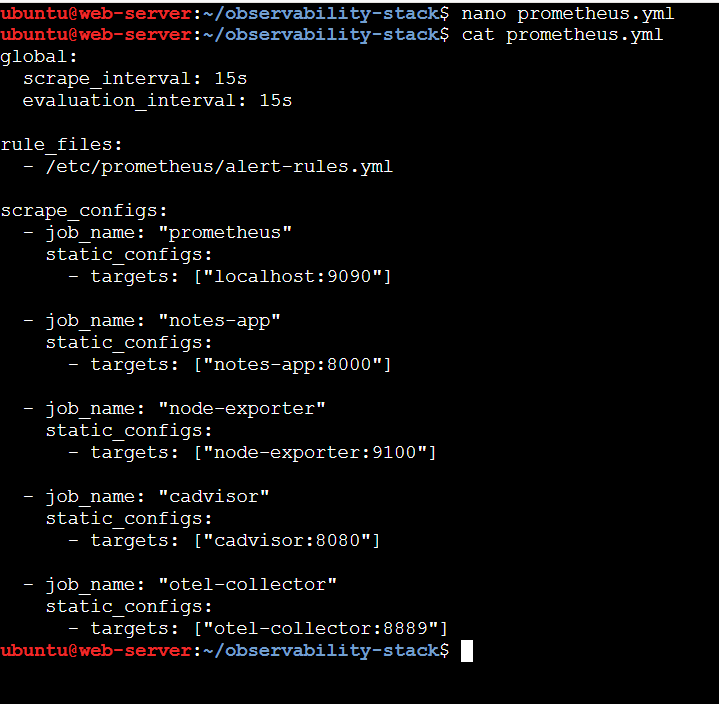 ubuntu@web-server:~/observability-stack$ nano prometheus.yml
ubuntu@web-server:~/observability-stack$ cat prometheus.yml
global:
  scrape_interval: 15s
  evaluation_interval: 15s

rule_files:
  - /etc/prometheus/alert-rules.yml

scrape_configs:
  - job_name: "prometheus"
    static_configs:
      - targets: ["localhost:9090"]

  - job_name: "notes-app"
    static_configs:
      - targets: ["notes-app:8000"]

  - job_name: "node-exporter"
    static_configs:
      - targets: ["node-exporter:9100"]

  - job_name: "cadvisor"
    static_configs:
      - targets: ["cadvisor:8080"]

  - job_name: "otel-collector"
    static_configs:
      - targets: ["otel-collector:8889"]
ubuntu@web-server:~/observability-stack$